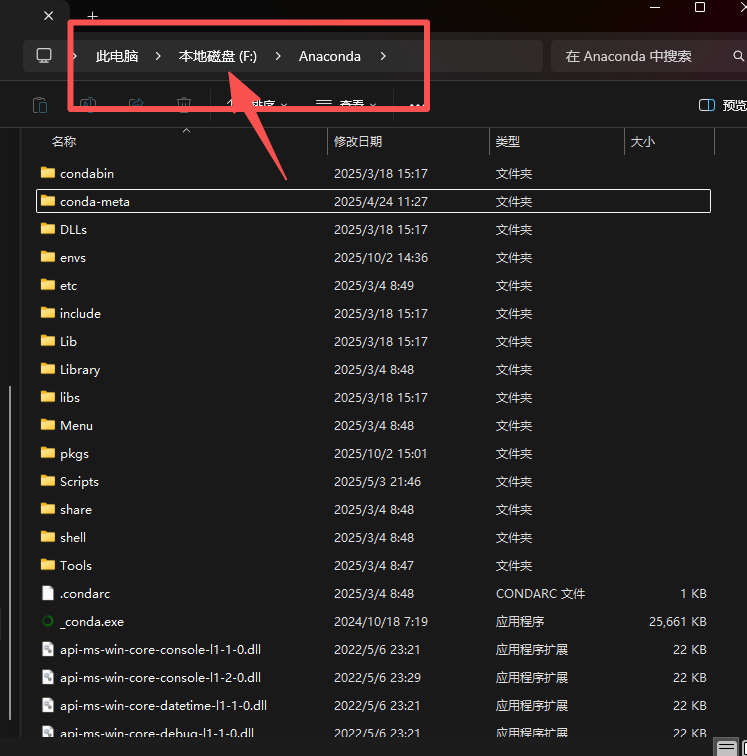 此电脑 > 本地磁盘 (F:) > Anaconda >
在 Anaconda 中搜索
排序 查看 ...
预览
名称 修改日期 类型 大小
condabin 2025/3/18 15:17 文件夹
conda-meta 2025/4/24 11:27 文件夹
DLLs 2025/3/18 15:17 文件夹
envs 2025/10/2 14:36 文件夹
etc 2025/3/4 8:49 文件夹
include 2025/3/18 15:17 文件夹
Lib 2025/3/18 15:17 文件夹
Library 2025/3/4 8:48 文件夹
libs 2025/3/18 15:17 文件夹
Menu 2025/3/4 8:48 文件夹
pkgs 2025/10/2 15:01 文件夹
Scripts 2025/5/3 21:46 文件夹
share 2025/3/4 8:48 文件夹
shell 2025/3/4 8:48 文件夹
Tools 2025/3/4 8:47 文件夹
.condarc 2025/3/4 8:48 CONDARC 文件 1 KB
_conda.exe 2024/10/18 7:19 应用程序 25,661 KB
api-ms-win-core-console-l1-1-0.dll 2022/5/6 23:21 应用程序扩展 22 KB
api-ms-win-core-console-l1-2-0.dll 2022/5/6 23:29 应用程序扩展 22 KB
api-ms-win-core-datetime-l1-1-0.dll 2022/5/6 23:21 应用程序扩展 22 KB
api-ms-win-core-debug-l1-1-0.dll 2022/5/6 23:21 应用程序扩展 22 KB